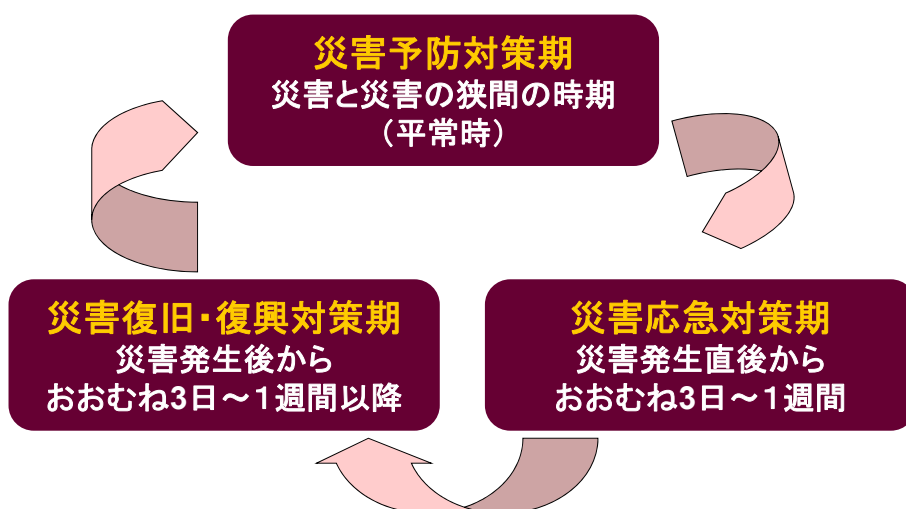 災害予防対策期
災害と災害の狭間の時期
（平常時）
災害復旧・復興対策期
災害発生後から
おおむね3日～１週間以降
災害応急対策期
災害発生直後から
おおむね3日～１週間